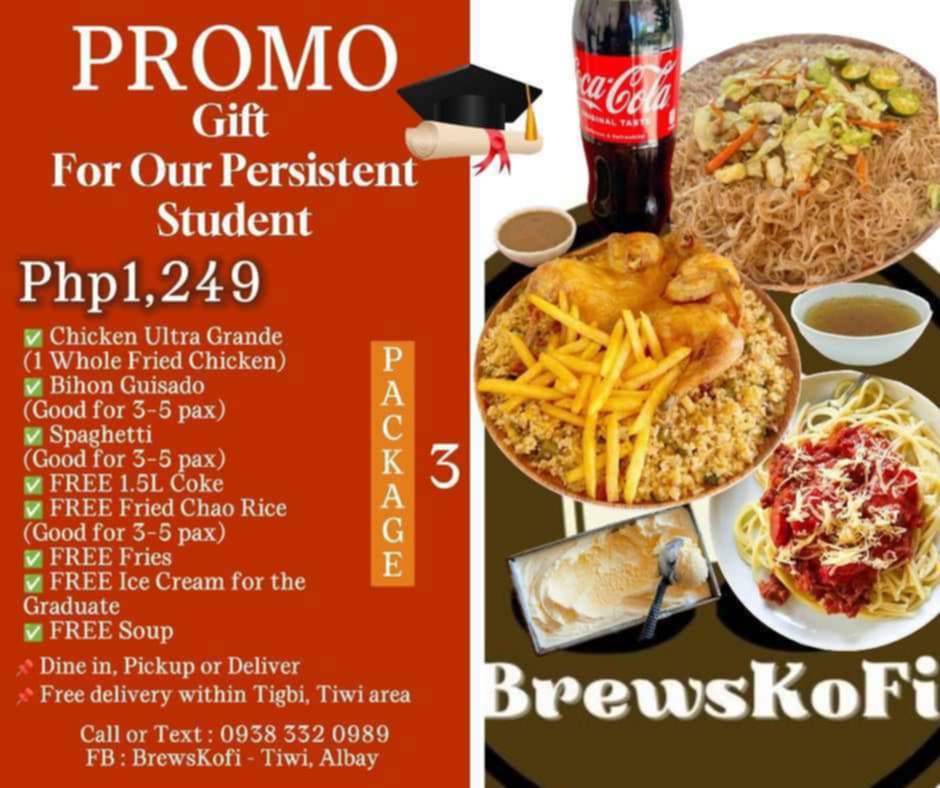 PROMO
Gift
For Our Persistent
Student
Php1,249
✅ Chicken Ultra Grande
(1 Whole Fried Chicken)
✅ Bihon Guisado
(Good for 3-5 pax)
✅ Spaghetti
(Good for 3-5 pax)
✅ FREE 1.5L Coke
✅ FREE Fried Chao Rice
(Good for 3-5 pax)
✅ FREE Fries
✅ FREE Ice Cream for the
Graduate
✅ FREE Soup
📌 Dine in, Pickup or Deliver
📌 Free delivery within Tigbi, Tiwi area
Call or Text : 0938 332 0989
FB : BrewsKofi - Tiwi, Albay
PACKAGE
3
Coca-Cola
ORIGINAL TASTE
BrewsKoFi